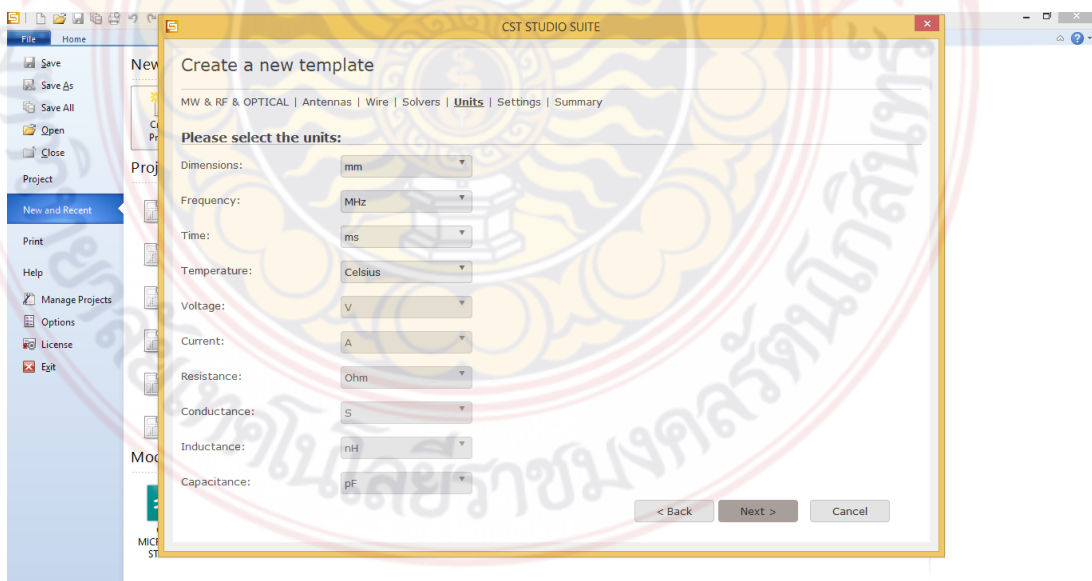 CST STUDIO SUITE
File Home
Save
Save As
Save All
Open
Close
Project
New and Recent
Print
Help
Manage Projects
Options
License
Exit
New
Proj
Create a new template
MW & RF & OPTICAL | Antennas | Wire | Solvers | Units | Settings | Summary
Please select the units:
Dimensions: mm
Frequency: MHz
Time: ms
Temperature: Celsius
Voltage: V
Current: A
Resistance: Ohm
Conductance: S
Inductance: nH
Capacitance: pF
< Back Next > Cancel